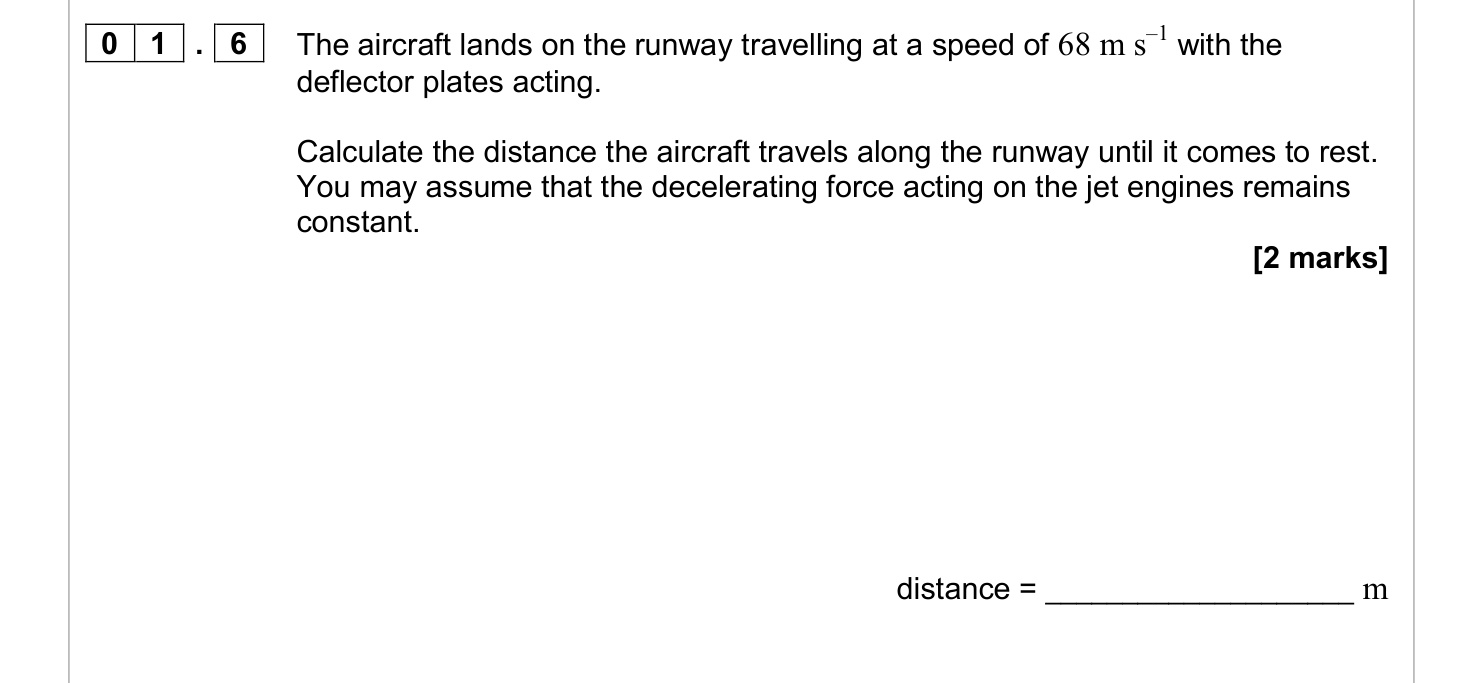 0 1 . 6 The aircraft lands on the runway travelling at a speed of 68 m s⁻¹ with the
deflector plates acting.
Calculate the distance the aircraft travels along the runway until it comes to rest.
You may assume that the decelerating force acting on the jet engines remains
constant.
[2 marks]
distance = ____________________ m